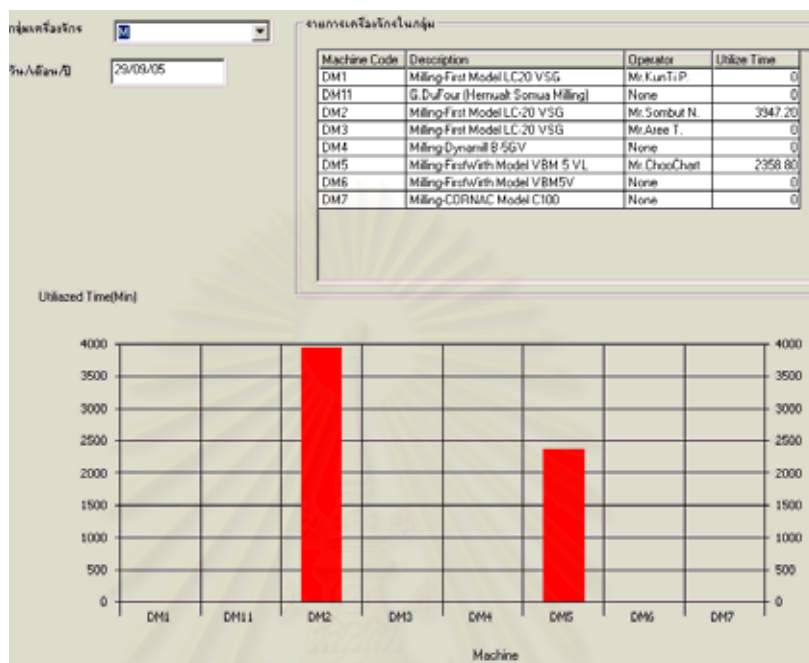 กลุ่มเครื่องจักร M
วัน/เดือน/ปี 29/09/05
รายการเครื่องจักรในกลุ่ม
Machine Code Description Operator Utilize Time
DM1 Milling-First Model LC20 VSG Mr.KunTi P. 0
DM11 G.DuFour (Hernualt Somua Milling) None 0
DM2 Milling-First Model LC-20 VSG Mr.Sombut N. 3947.20
DM3 Milling-First Model LC-20 VSG Mr.Aree T. 0
DM4 Milling-Dynamill B-5GV None 0
DM5 Milling-FirstWirth Model VBM 5 VL Mr.ChooChart 2358.80
DM6 Milling-FirstWirth Model VBM5V None 0
DM7 Milling-CORNAC Model C100 None 0
Utiliazed Time(Min)
4000 4000
3500 3500
3000 3000
2500 2500
2000 2000
1500 1500
1000 1000
500 500
0 0
DM1 DM11 DM2 DM3 DM4 DM5 DM6 DM7
Machine